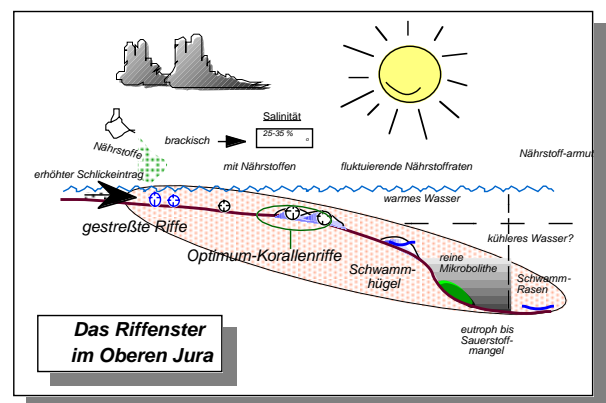 Salinität
25-35 %
o
brackisch
Nährstoffe
Nährstoff-armut
erhöhter Schlickeintrag
mit Nährstoffen
fluktuierende Nährstoffraten
warmes Wasser
gestreßte Riffe
kühleres Wasser?
Optimum-Korallenriffe
reine
Mikrobolithe
Schwamm-
hügel
Schwamm-
Rasen
eutroph bis
Sauerstoff-
mangel
Das Riffenster
im Oberen Jura